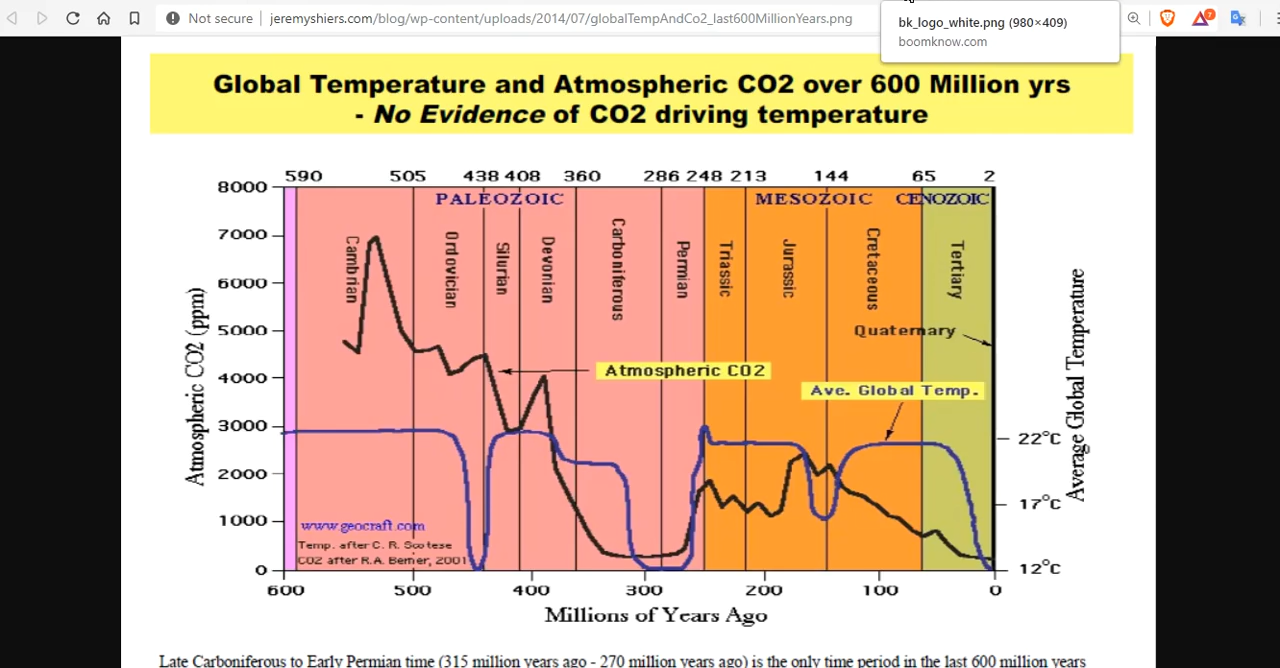 Not secure | jeremyshiers.com/blog/wp-content/uploads/2014/07/globalTempAndCo2_last600MillionYears.png
bk_logo_white.png (980×409)
boomknow.com
7
Global Temperature and Atmospheric CO2 over 600 Million yrs
- No Evidence of CO2 driving temperature
590 505 438 408 360 286 248 213 144 65 2
PALEOZOIC MESOZOIC CENOZOIC
Cambrian
Ordovician
Silurian
Devonian
Carboniferous
Permian
Triassic
Jurassic
Cretaceous
Tertiary
Quaternary
Atmospheric CO2
Ave. Global Temp.
Atmospheric CO2 (ppm)
8000
7000
6000
5000
4000
3000
2000
1000
0
22°C
17°C
12°C
Average Global Temperature
www.geocraft.com
Temp. after C. R. Scotese
CO2 after R.A. Berner, 2001
600 500 400 300 200 100 0
Millions of Years Ago
Late Carboniferous to Early Permian time (315 million years ago - 270 million years ago) is the only time period in the last 600 million years